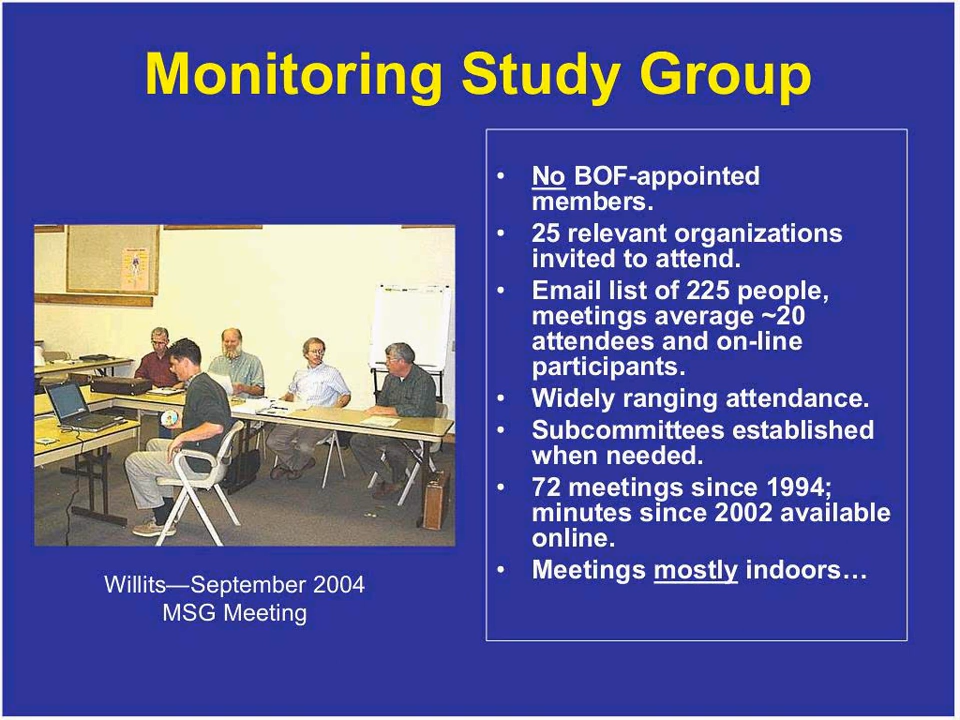 Monitoring Study Group
• No BOF-appointed
members.
• 25 relevant organizations
invited to attend.
• Email list of 225 people,
meetings average ~20
attendees and on-line
participants.
• Widely ranging attendance.
• Subcommittees established
when needed.
• 72 meetings since 1994;
minutes since 2002 available
online.
• Meetings mostly indoors…
Willits—September 2004
MSG Meeting